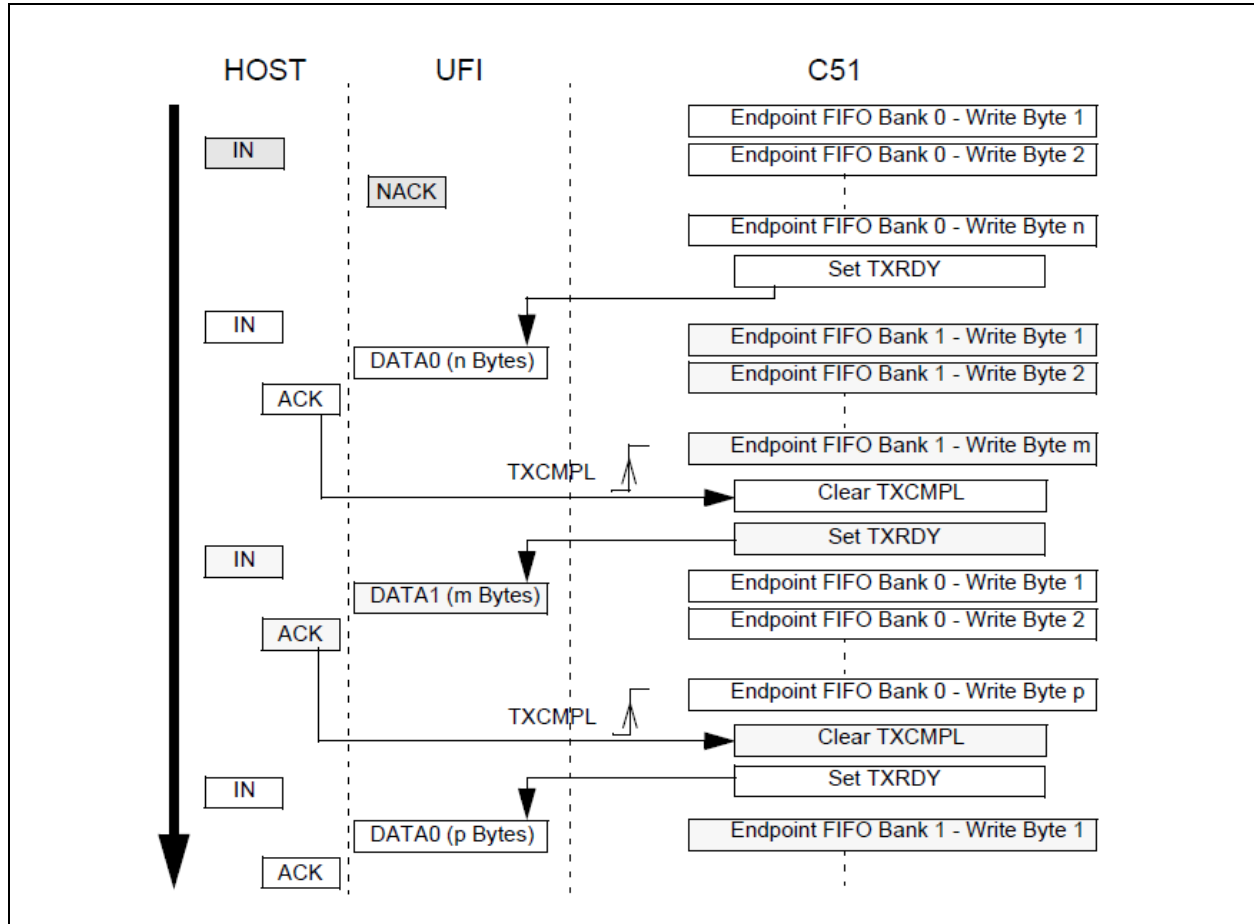 HOST UFI C51
Endpoint FIFO Bank 0 - Write Byte 1
IN
Endpoint FIFO Bank 0 - Write Byte 2
NACK
Endpoint FIFO Bank 0 - Write Byte n
Set TXRDY
IN
Endpoint FIFO Bank 1 - Write Byte 1
DATA0 (n Bytes)
Endpoint FIFO Bank 1 - Write Byte 2
ACK
Endpoint FIFO Bank 1 - Write Byte m
TXCMPL
Clear TXCMPL
Set TXRDY
IN
Endpoint FIFO Bank 0 - Write Byte 1
DATA1 (m Bytes)
Endpoint FIFO Bank 0 - Write Byte 2
ACK
Endpoint FIFO Bank 0 - Write Byte p
TXCMPL
Clear TXCMPL
Set TXRDY
IN
DATA0 (p Bytes)
Endpoint FIFO Bank 1 - Write Byte 1
ACK